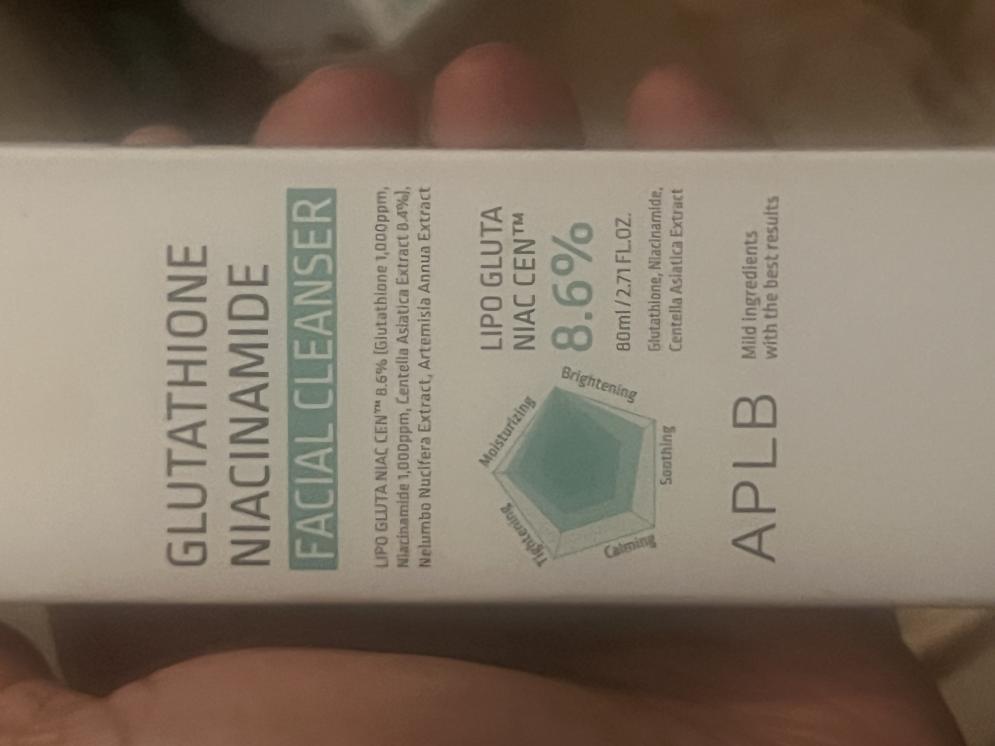 GLUTATHIONE
NIACINAMIDE
FACIAL CLEANSER
LIPO GLUTA NIAC CEN™ 8.6% (Glutathione 1,000ppm,
Niacinamide 1,000ppm, Centella Asiatica Extract 8.4%),
Nelumbo Nucifera Extract, Artemisia Annua Extract
Moisturizing
Brightening
Tightening
Soothing
Calming
LIPO GLUTA
NIAC CEN™
8.6%
80ml / 2.71 FL.OZ.
Glutathione, Niacinamide,
Centella Asiatica Extract
APLB
Mild ingredients
with the best results